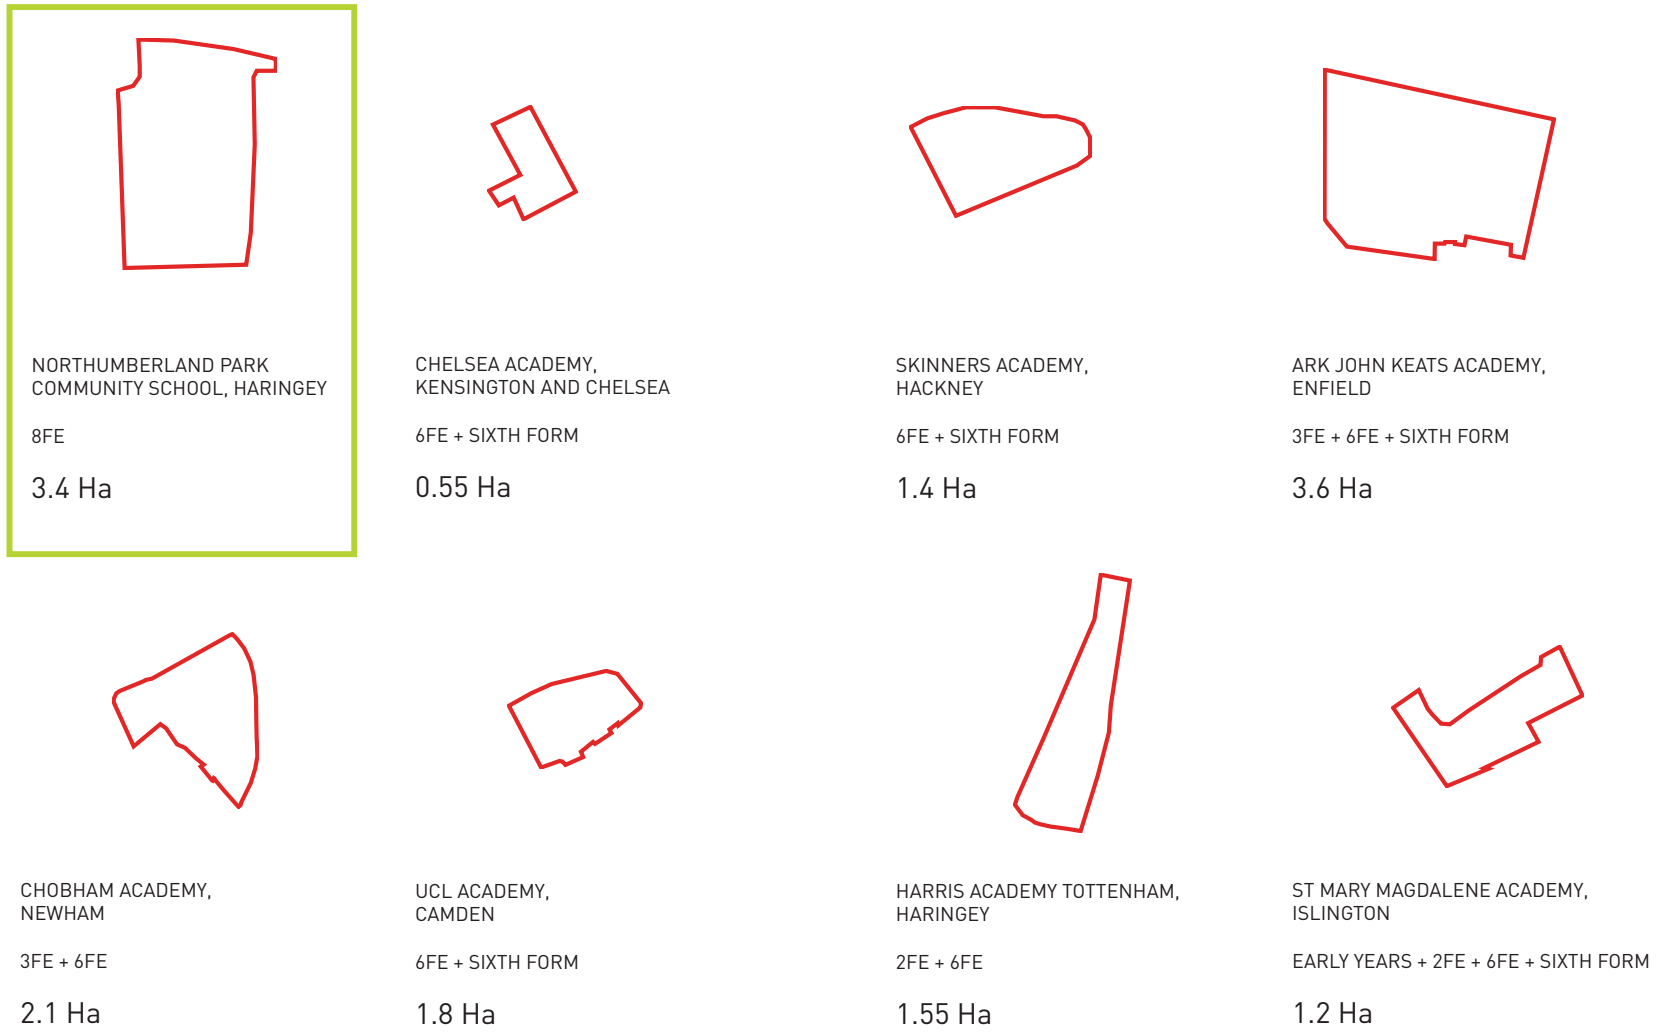 NORTHUMBERLAND PARK
COMMUNITY SCHOOL, HARINGEY
8FE
3.4 Ha
CHELSEA ACADEMY,
KENSINGTON AND CHELSEA
6FE + SIXTH FORM
0.55 Ha
SKINNERS ACADEMY,
HACKNEY
6FE + SIXTH FORM
1.4 Ha
ARK JOHN KEATS ACADEMY,
ENFIELD
3FE + 6FE + SIXTH FORM
3.6 Ha
CHOBHAM ACADEMY,
NEWHAM
3FE + 6FE
2.1 Ha
UCL ACADEMY,
CAMDEN
6FE + SIXTH FORM
1.8 Ha
HARRIS ACADEMY TOTTENHAM,
HARINGEY
2FE + 6FE
1.55 Ha
ST MARY MAGDALENE ACADEMY,
ISLINGTON
EARLY YEARS + 2FE + 6FE + SIXTH FORM
1.2 Ha